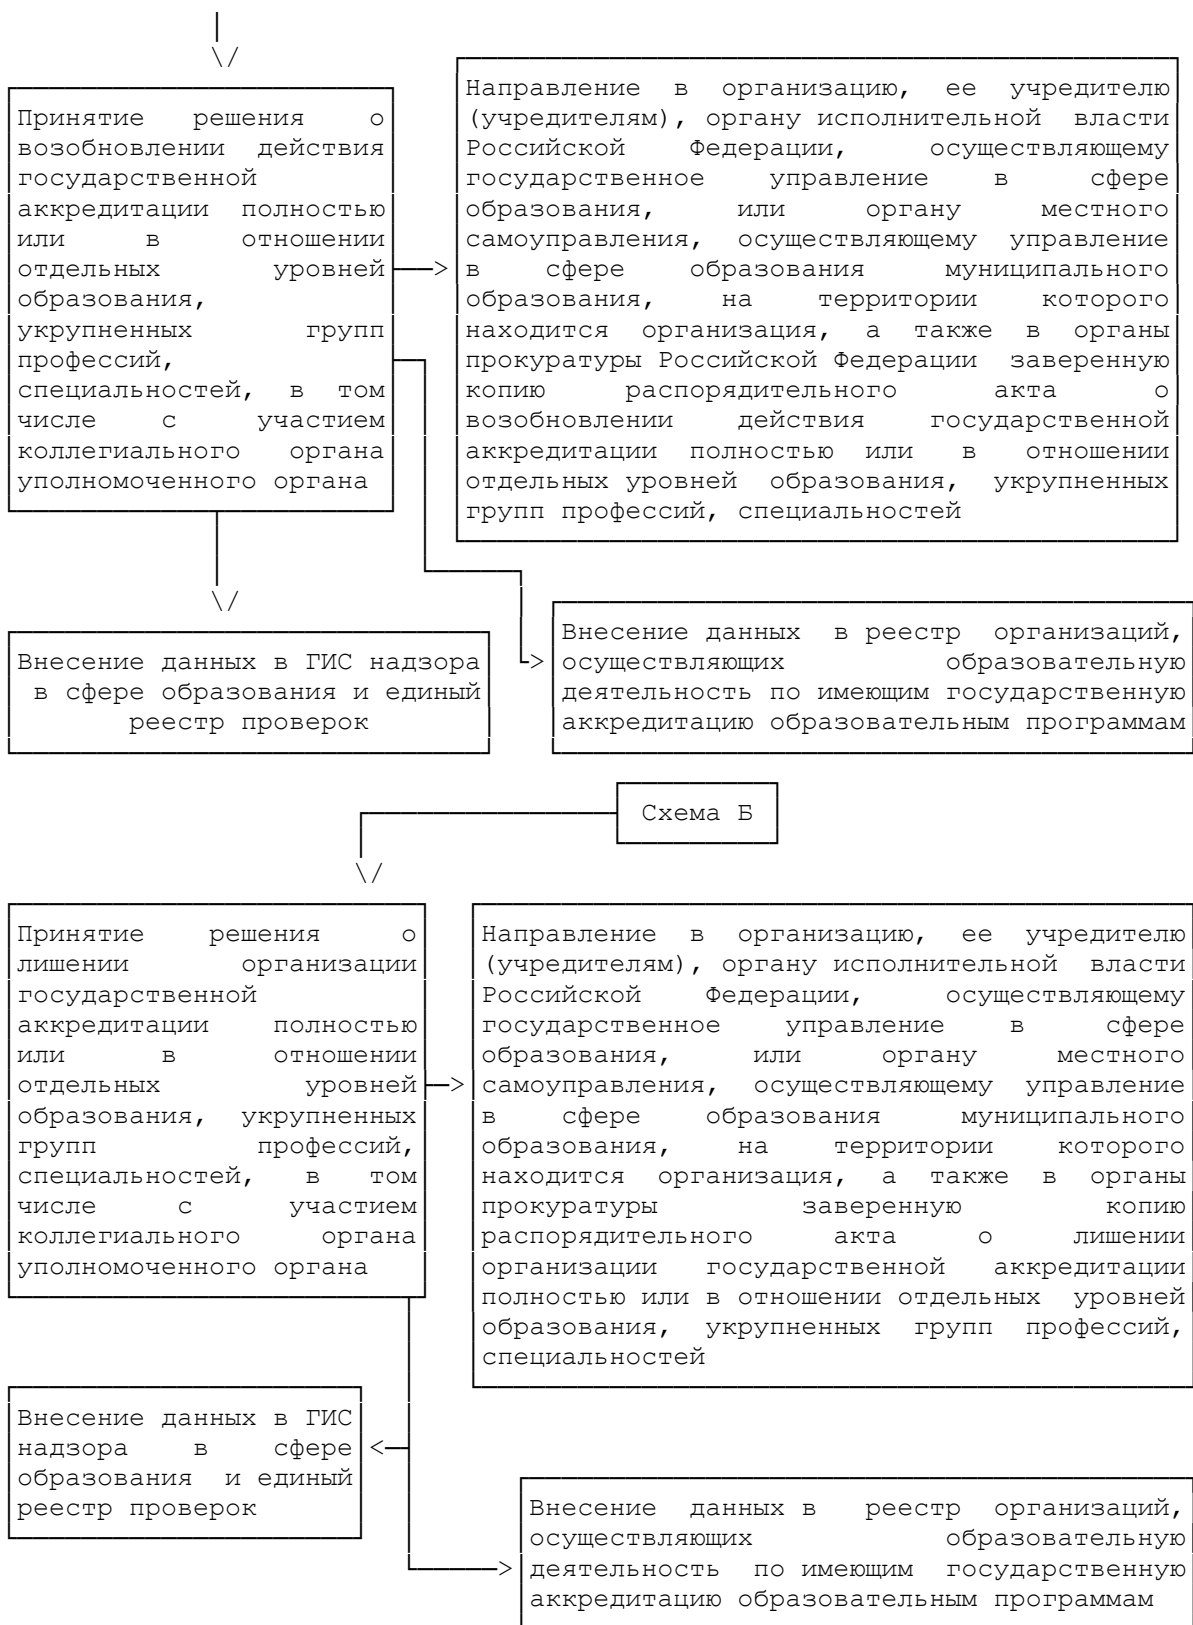 Принятие решения о
возобновлении действия
государственной
аккредитации полностью
или в отношении
отдельных уровней
образования,
укрупненных групп
профессий,
специальностей, в том
числе с участием
коллегиального органа
уполномоченного органа
Направление в организацию, ее учредителю
(учредителям), органу исполнительной власти
Российской Федерации, осуществляющему
государственное управление в сфере
образования, или органу местного
самоуправления, осуществляющему управление
в сфере образования муниципального
образования, на территории которого
находится организация, а также в органы
прокуратуры Российской Федерации заверенную
копию распорядительного акта о
возобновлении действия государственной
аккредитации полностью или в отношении
отдельных уровней образования, укрупненных
групп профессий, специальностей
Внесение данных в ГИС надзора
в сфере образования и единый
реестр проверок
Внесение данных в реестр организаций,
осуществляющих образовательную
деятельность по имеющим государственную
аккредитацию образовательным программам
Схема Б
Принятие решения о
лишении организации
государственной
аккредитации полностью
или в отношении
отдельных уровней
образования, укрупненных
групп профессий,
специальностей, в том
числе с участием
коллегиального органа
уполномоченного органа
Направление в организацию, ее учредителю
(учредителям), органу исполнительной власти
Российской Федерации, осуществляющему
государственное управление в сфере
образования, или органу местного
самоуправления, осуществляющему управление
в сфере образования муниципального
образования, на территории которого
находится организация, а также в органы
прокуратуры заверенную копию
распорядительного акта о лишении
организации государственной аккредитации
полностью или в отношении отдельных уровней
образования, укрупненных групп профессий,
специальностей
Внесение данных в ГИС
надзора в сфере
образования и единый
реестр проверок
Внесение данных в реестр организаций,
осуществляющих образовательную
деятельность по имеющим государственную
аккредитацию образовательным программам